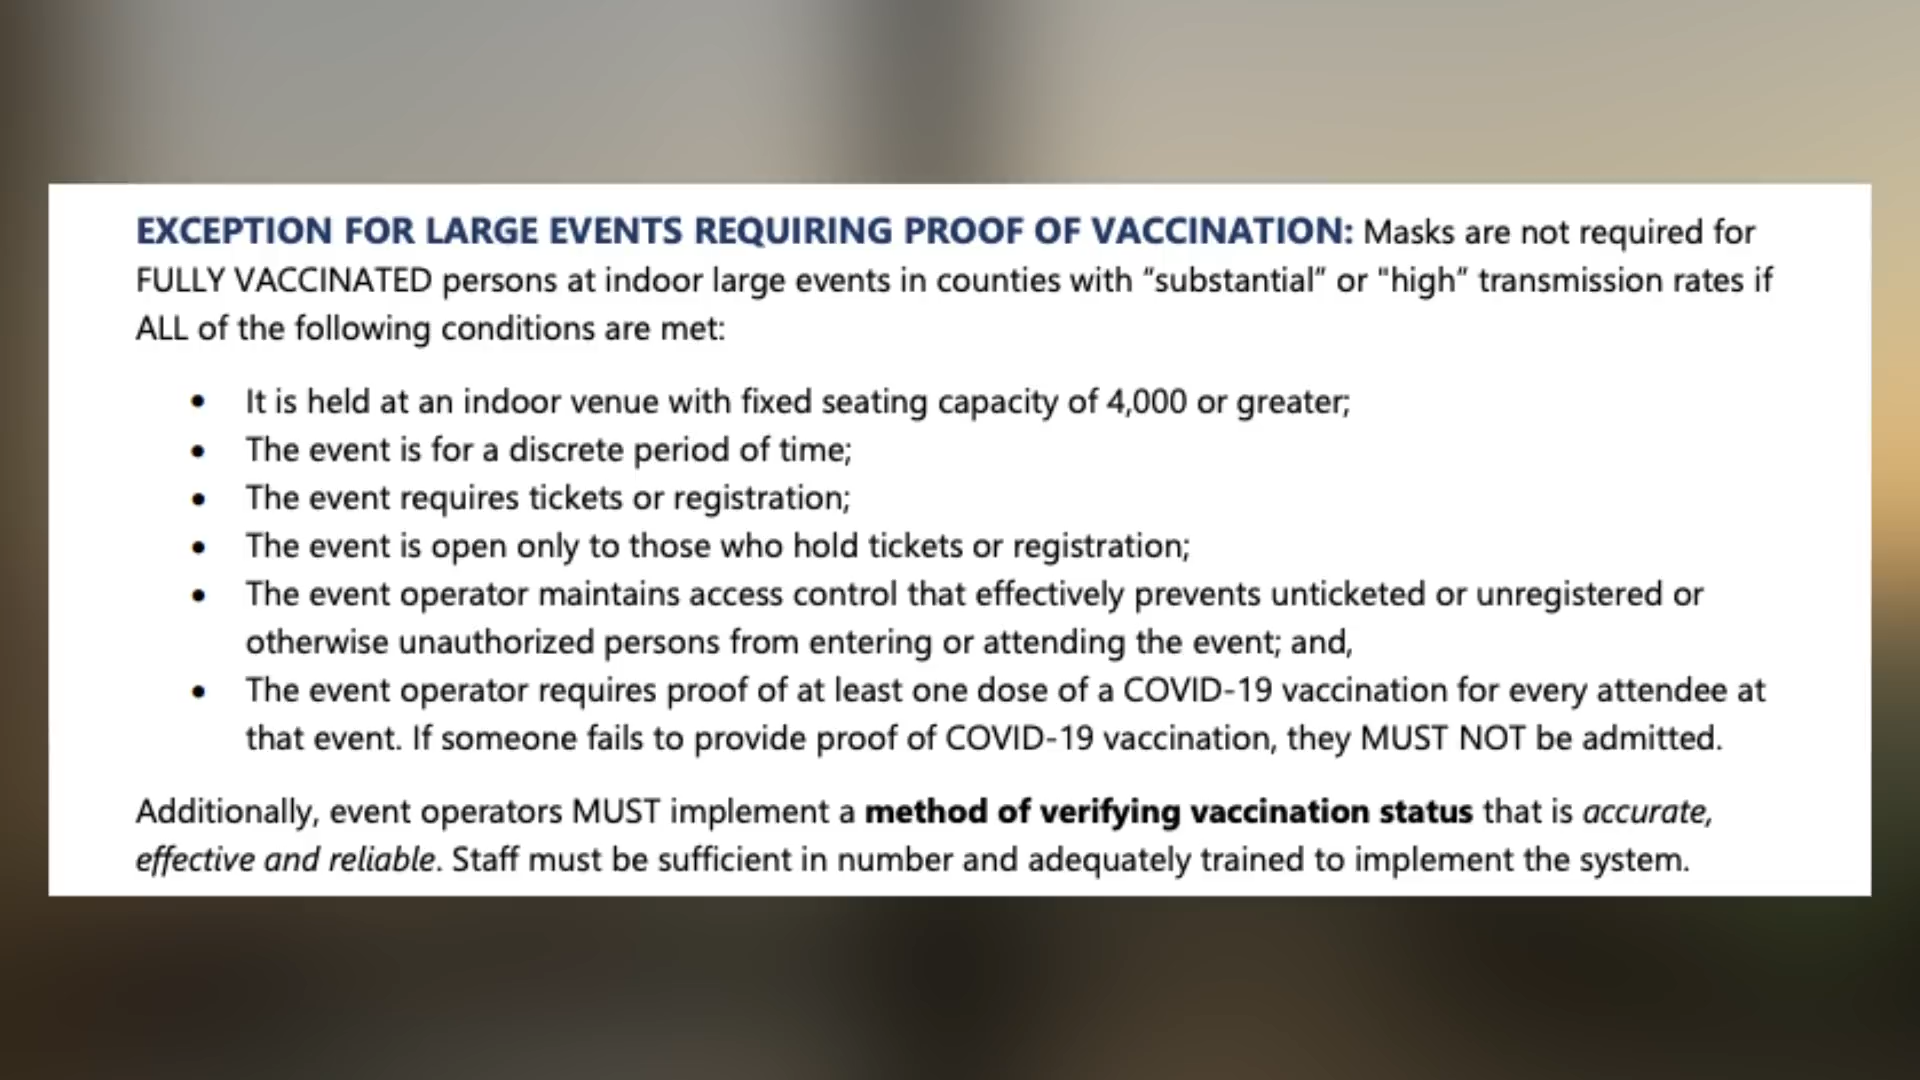 EXCEPTION FOR LARGE EVENTS REQUIRING PROOF OF VACCINATION: Masks are not required for
FULLY VACCINATED persons at indoor large events in counties with “substantial” or "high” transmission rates if
ALL of the following conditions are met:
• It is held at an indoor venue with fixed seating capacity of 4,000 or greater;
• The event is for a discrete period of time;
• The event requires tickets or registration;
• The event is open only to those who hold tickets or registration;
• The event operator maintains access control that effectively prevents unticketed or unregistered or
otherwise unauthorized persons from entering or attending the event; and,
• The event operator requires proof of at least one dose of a COVID-19 vaccination for every attendee at
that event. If someone fails to provide proof of COVID-19 vaccination, they MUST NOT be admitted.
Additionally, event operators MUST implement a method of verifying vaccination status that is accurate,
effective and reliable. Staff must be sufficient in number and adequately trained to implement the system.